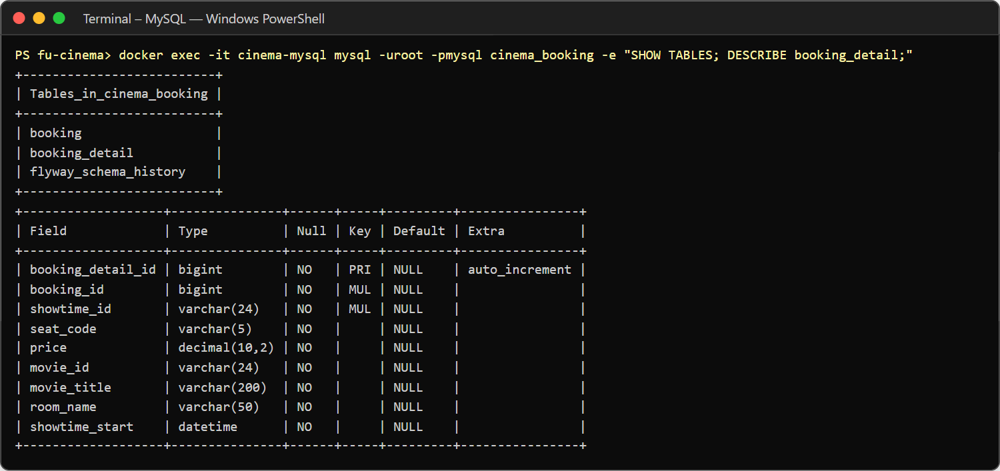 Terminal – MySQL — Windows PowerShell
PS fu-cinema> docker exec -it cinema-mysql mysql -uroot -pmysql cinema_booking -e "SHOW TABLES; DESCRIBE booking_detail;"
+--------------------------+
| Tables_in_cinema_booking |
+--------------------------+
| booking                  |
| booking_detail           |
| flyway_schema_history    |
+--------------------------+
+-------------------+---------------+------+-----+---------+----------------+
| Field             | Type          | Null | Key | Default | Extra          |
+-------------------+---------------+------+-----+---------+----------------+
| booking_detail_id | bigint        | NO   | PRI | NULL    | auto_increment |
| booking_id        | bigint        | NO   | MUL | NULL    |                |
| showtime_id       | varchar(24)   | NO   | MUL | NULL    |                |
| seat_code         | varchar(5)    | NO   |     | NULL    |                |
| price             | decimal(10,2) | NO   |     | NULL    |                |
| movie_id          | varchar(24)   | NO   |     | NULL    |                |
| movie_title       | varchar(200)  | NO   |     | NULL    |                |
| room_name         | varchar(50)   | NO   |     | NULL    |                |
| showtime_start    | datetime      | NO   |     | NULL    |                |
+-------------------+---------------+------+-----+---------+----------------+